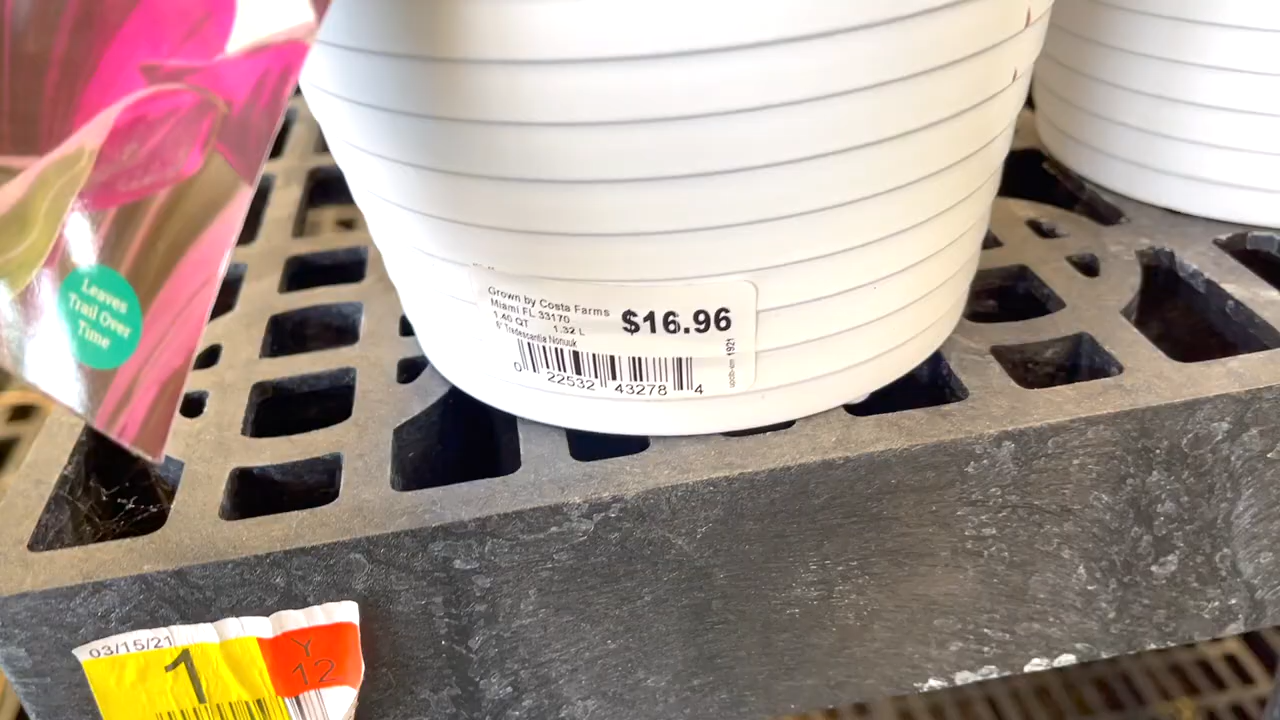 Leaves
Trail Over
Time
Grown by Costa Farms
Miami FL 33170
1.40 QT 1.32 L
6" Tradescantia Nanouk
$16.96
0 22532 43278 4
03/15/21
1
Y
12